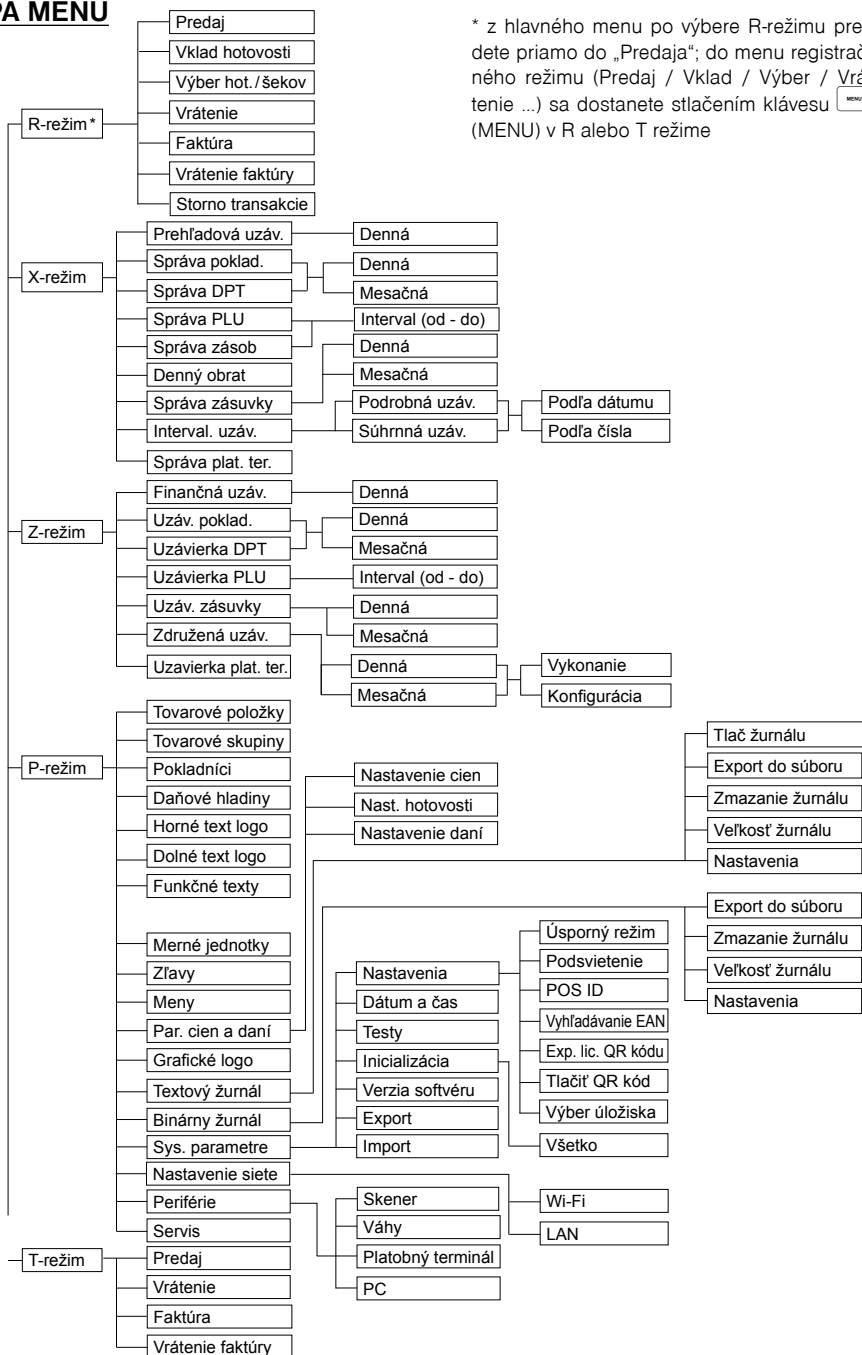 PA MENU
* z hlavného menu po výbere R-režimu pre
dete priamo do „Predaja“; do menu registrač
ného režimu (Predaj / Vklad / Výber / Vrá
tenie ...) sa dostanete stlačením klávesu MENU
(MENU) v R alebo T režime
R-režim *
Predaj
Vklad hotovosti
Výber hot./šekov
Vrátenie
Faktúra
Vrátenie faktúry
Storno transakcie
X-režim
Prehľadová uzáv.
Denná
Správa poklad.
Správa DPT
Denná
Mesačná
Správa PLU
Správa zásob
Interval (od - do)
Denný obrat
Správa zásuvky
Denná
Mesačná
Interval. uzáv.
Podrobná uzáv.
Súhrnná uzáv.
Podľa dátumu
Podľa čísla
Správa plat. ter.
Z-režim
Finančná uzáv.
Denná
Uzáv. poklad.
Uzávierka DPT
Denná
Mesačná
Uzávierka PLU
Interval (od - do)
Uzáv. zásuvky
Denná
Mesačná
Združená uzáv.
Denná
Mesačná
Vykonanie
Konfigurácia
Uzavierka plat. ter.
P-režim
Tovarové položky
Tovarové skupiny
Pokladníci
Daňové hladiny
Horné text logo
Dolné text logo
Funkčné texty
Merné jednotky
Zľavy
Meny
Par. cien a daní
Nastavenie cien
Nast. hotovosti
Nastavenie daní
Grafické logo
Textový žurnál
Tlač žurnálu
Export do súboru
Zmazanie žurnálu
Veľkosť žurnálu
Nastavenia
Binárny žurnál
Export do súboru
Zmazanie žurnálu
Veľkosť žurnálu
Nastavenia
Sys. parametre
Nastavenia
Úsporný režim
Podsvietenie
POS ID
Vyhľadávanie EAN
Exp. lic. QR kódu
Tlačiť QR kód
Výber úložiska
Dátum a čas
Testy
Inicializácia
Všetko
Verzia softvéru
Export
Import
Nastavenie siete
Wi-Fi
LAN
Periférie
Skener
Váhy
Platobný terminál
PC
Servis
T-režim
Predaj
Vrátenie
Faktúra
Vrátenie faktúry